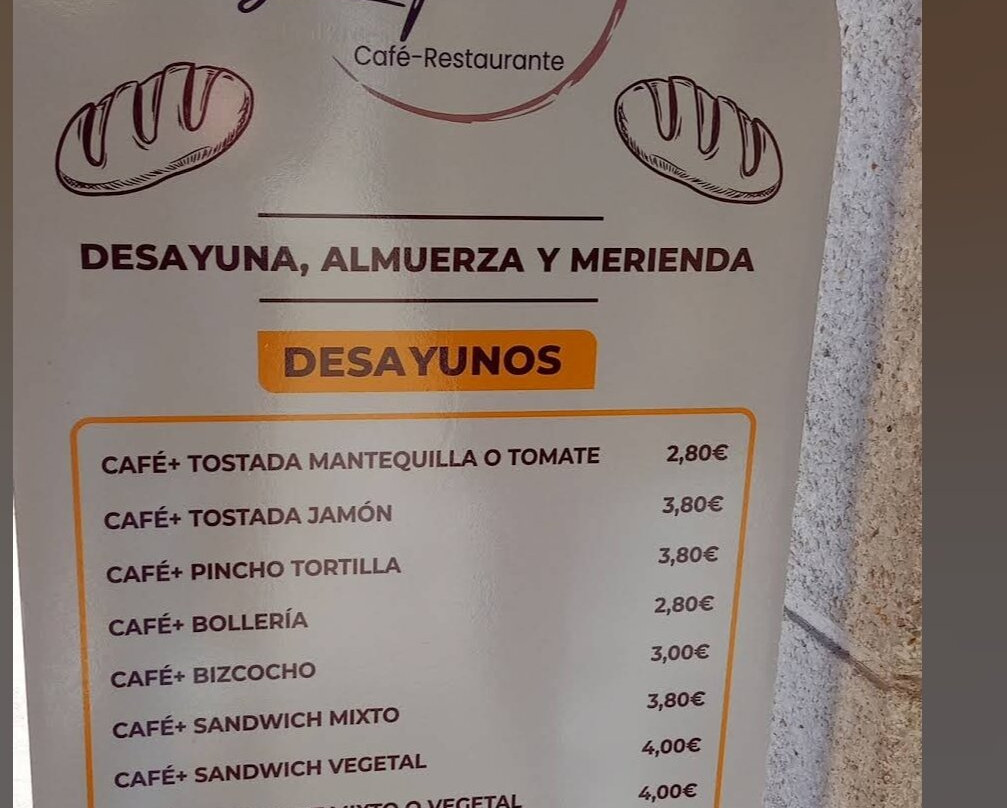 Café-Restaurante
DESAYUNA, ALMUERZA Y MERIENDA
DESAYUNOS
CAFÉ+ TOSTADA MANTEQUILLA O TOMATE 2,80€
CAFÉ+ TOSTADA JAMÓN 3,80€
CAFÉ+ PINCHO TORTILLA 3,80€
CAFÉ+ BOLLERÍA 2,80€
CAFÉ+ BIZCOCHO 3,00€
CAFÉ+ SANDWICH MIXTO 3,80€
CAFÉ+ SANDWICH VEGETAL 4,00€
MIXTO O VEGETAL 4,00€